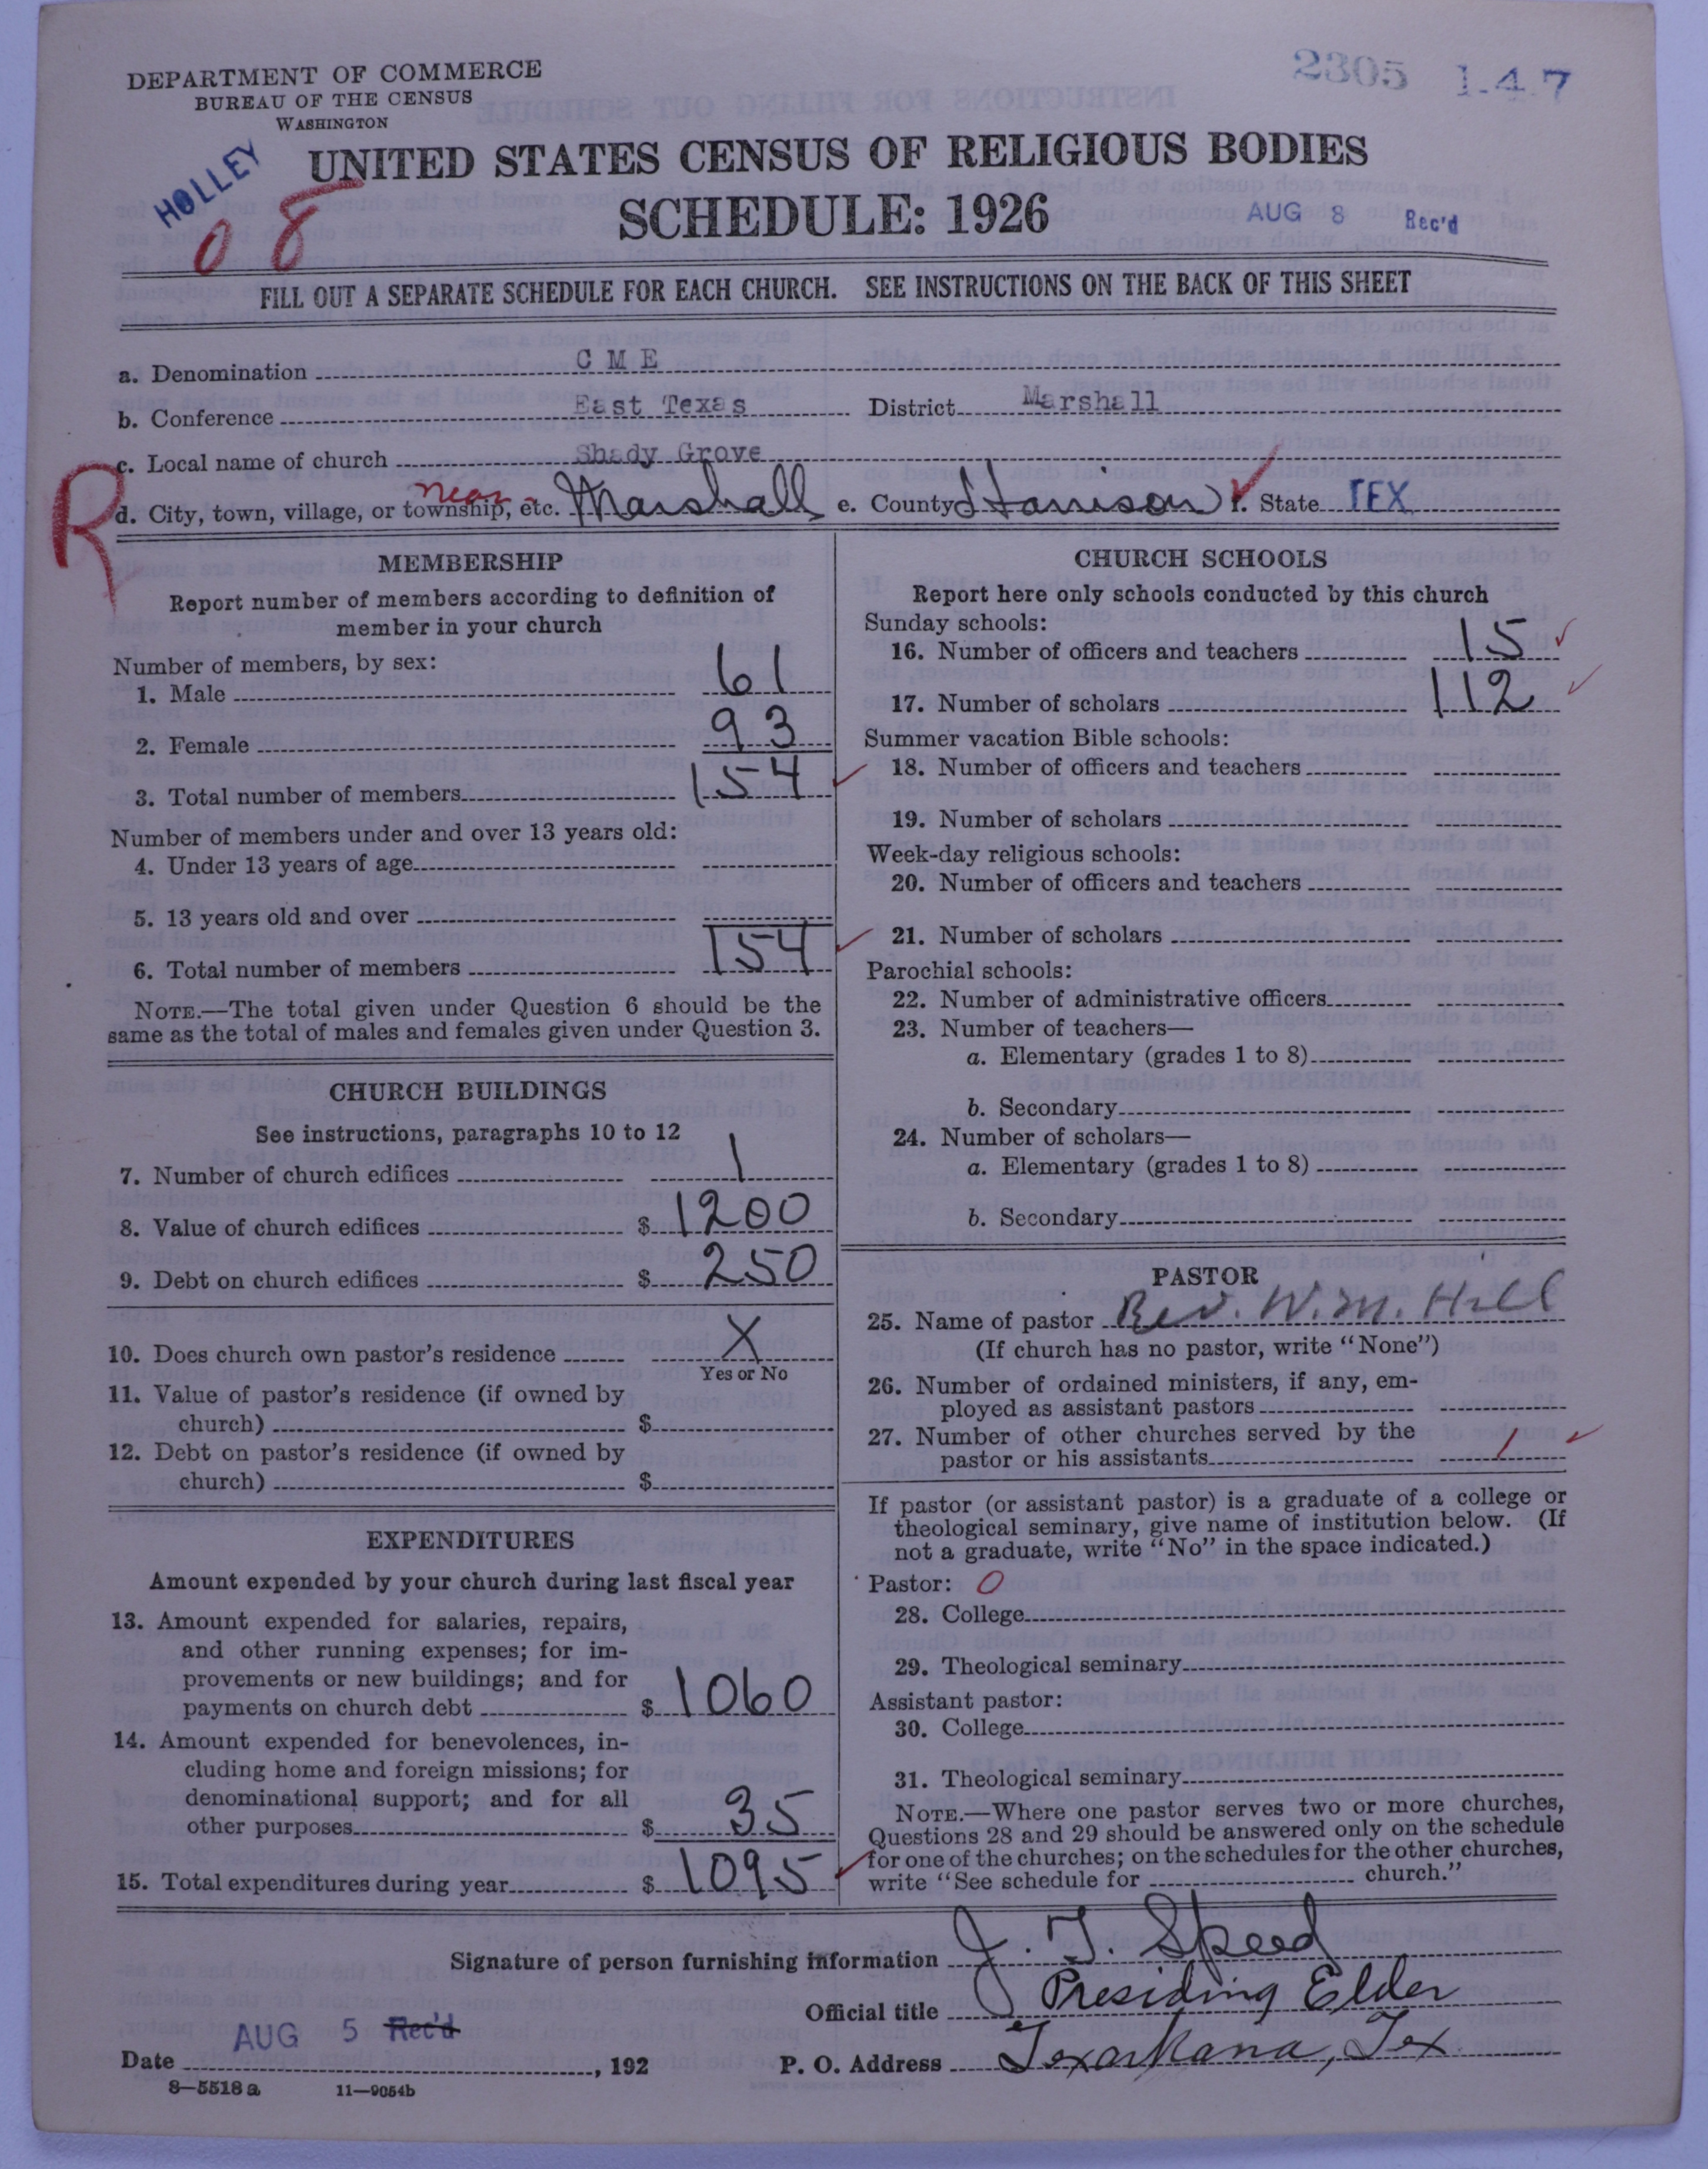 DEPARTMENT OF COMMERCE
BUREAU OF THE CENSUS
WASHINGTON
2305 147
HOLLEY
08
UNITED STATES CENSUS OF RELIGIOUS BODIES
SCHEDULE: 1926
AUG 8 Rec'd
FILL OUT A SEPARATE SCHEDULE FOR EACH CHURCH. SEE INSTRUCTIONS ON THE BACK OF THIS SHEET
a. Denomination C M E
b. Conference East Texas District Marshall
c. Local name of church Shady Grove
R
d. City, town, village, or township, etc. near Marshall e. County Harrison f. State TEX
MEMBERSHIP
Report number of members according to definition of
member in your church
Number of members, by sex:
1. Male 61
2. Female 93
3. Total number of members 154
Number of members under and over 13 years old:
4. Under 13 years of age
5. 13 years old and over
6. Total number of members 154
NOTE.—The total given under Question 6 should be the
same as the total of males and females given under Question 3.
CHURCH BUILDINGS
See instructions, paragraphs 10 to 12
7. Number of church edifices 1
8. Value of church edifices $ 1200
9. Debt on church edifices $ 250
10. Does church own pastor's residence X
Yes or No
11. Value of pastor's residence (if owned by
church) $
12. Debt on pastor's residence (if owned by
church) $
EXPENDITURES
Amount expended by your church during last fiscal year
13. Amount expended for salaries, repairs,
and other running expenses; for im-
provements or new buildings; and for
payments on church debt $ 1060
14. Amount expended for benevolences, in-
cluding home and foreign missions; for
denominational support; and for all
other purposes $ 35
15. Total expenditures during year $ 1095
CHURCH SCHOOLS
Report here only schools conducted by this church
Sunday schools:
16. Number of officers and teachers 15
17. Number of scholars 112
Summer vacation Bible schools:
18. Number of officers and teachers
19. Number of scholars
Week-day religious schools:
20. Number of officers and teachers
21. Number of scholars
Parochial schools:
22. Number of administrative officers
23. Number of teachers—
a. Elementary (grades 1 to 8)
b. Secondary
24. Number of scholars—
a. Elementary (grades 1 to 8)
b. Secondary
PASTOR
25. Name of pastor Rev. W. M. Hill
(If church has no pastor, write "None")
26. Number of ordained ministers, if any, em-
ployed as assistant pastors
27. Number of other churches served by the
pastor or his assistants 1
If pastor (or assistant pastor) is a graduate of a college or
theological seminary, give name of institution below. (If
not a graduate, write "No" in the space indicated.)
Pastor: 0
28. College
29. Theological seminary
Assistant pastor:
30. College
31. Theological seminary
NOTE.—Where one pastor serves two or more churches,
Questions 28 and 29 should be answered only on the schedule
for one of the churches; on the schedules for the other churches,
write "See schedule for church."
Signature of person furnishing information J. T. Speed
Official title Presiding Elder
AUG 5 Rec'd
Date , 192 P. O. Address Texarkana, Tex.
8—5518a 11—9054b